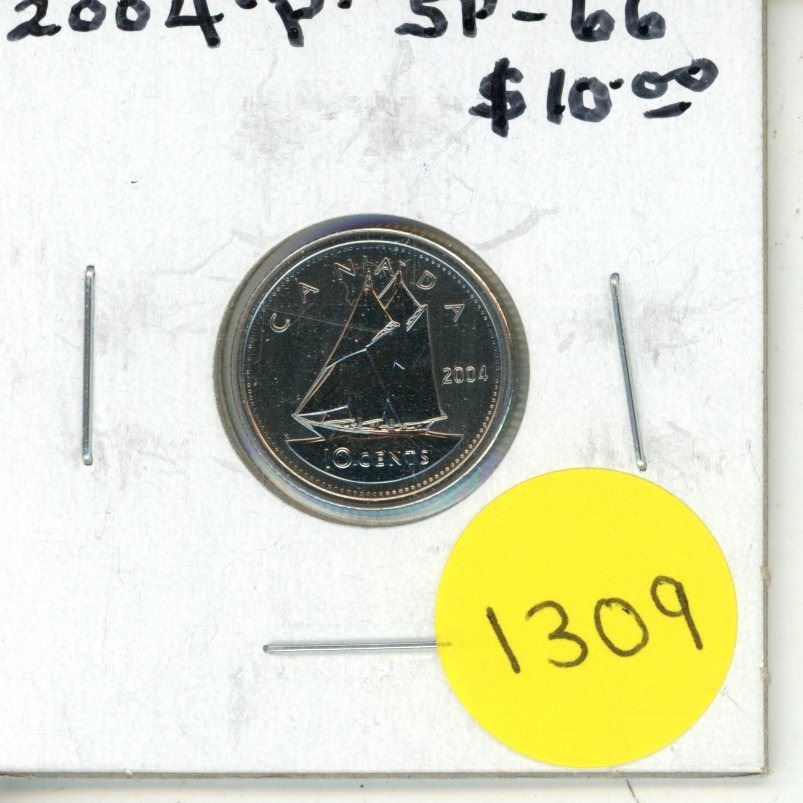 2004.P. SP-66
$10.00
CANADA
2004
10 CENTS
1309